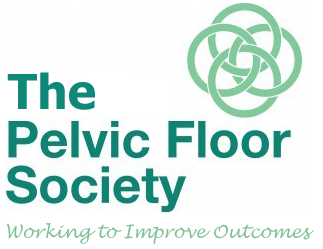 The
Pelvic Floor
Society
Working to Improve Outcomes